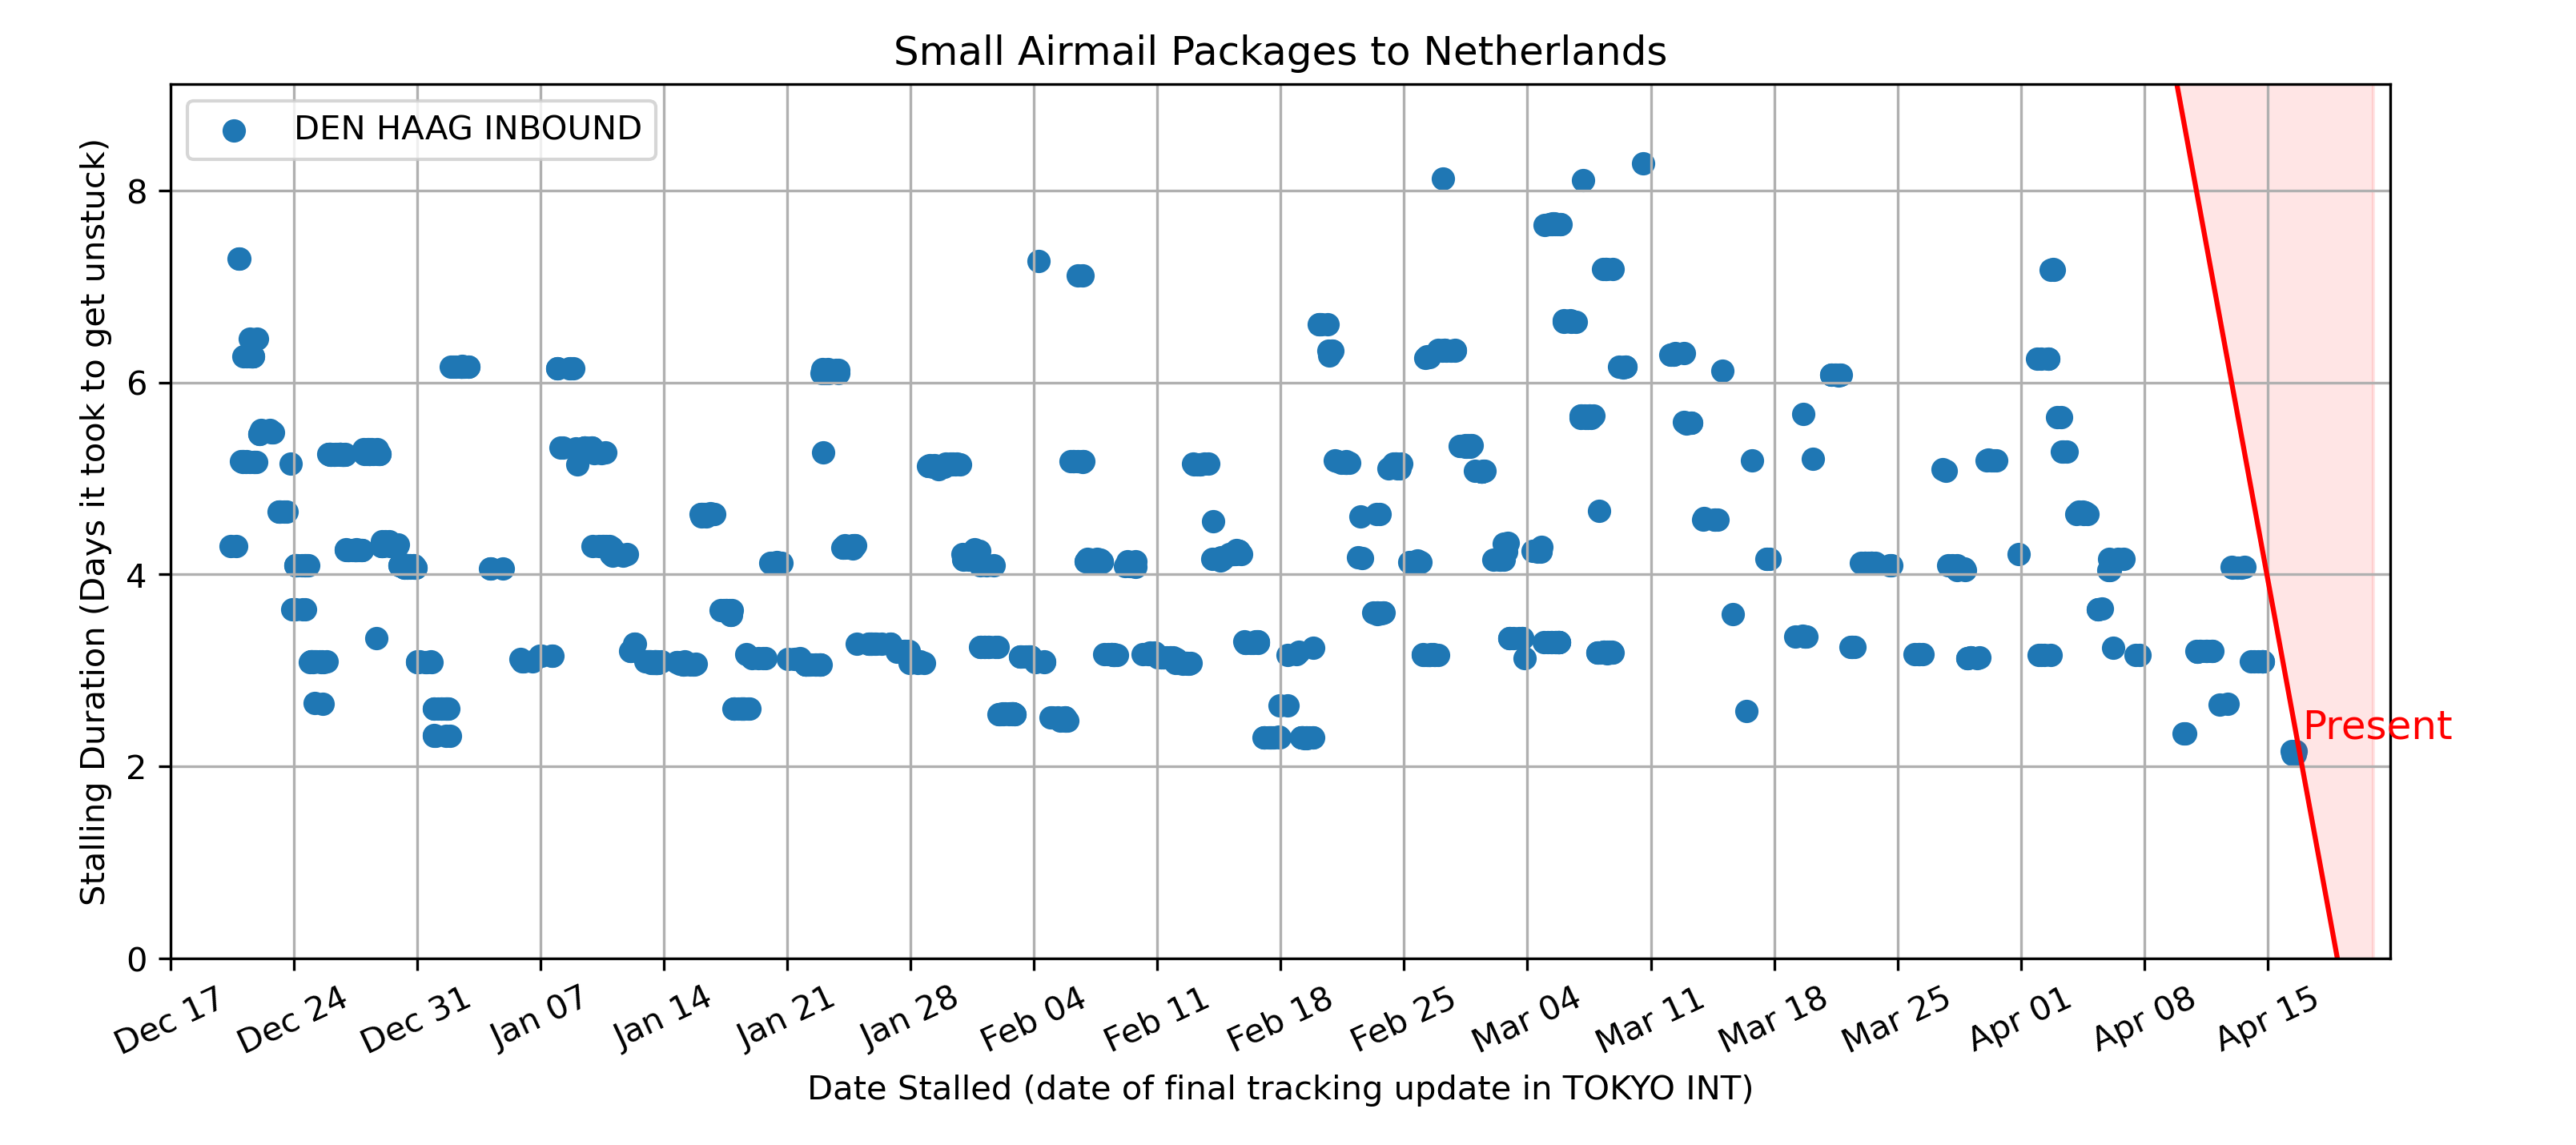 Small Airmail Packages to Netherlands
DEN HAAG INBOUND
Stalling Duration (Days it took to get unstuck)
8
6
4
2
0
Present
Dec 17
Dec 24
Dec 31
Jan 07
Jan 14
Jan 21
Jan 28
Feb 04
Feb 11
Feb 18
Feb 25
Mar 04
Mar 11
Mar 18
Mar 25
Apr 01
Apr 08
Apr 15
Date Stalled (date of final tracking update in TOKYO INT)